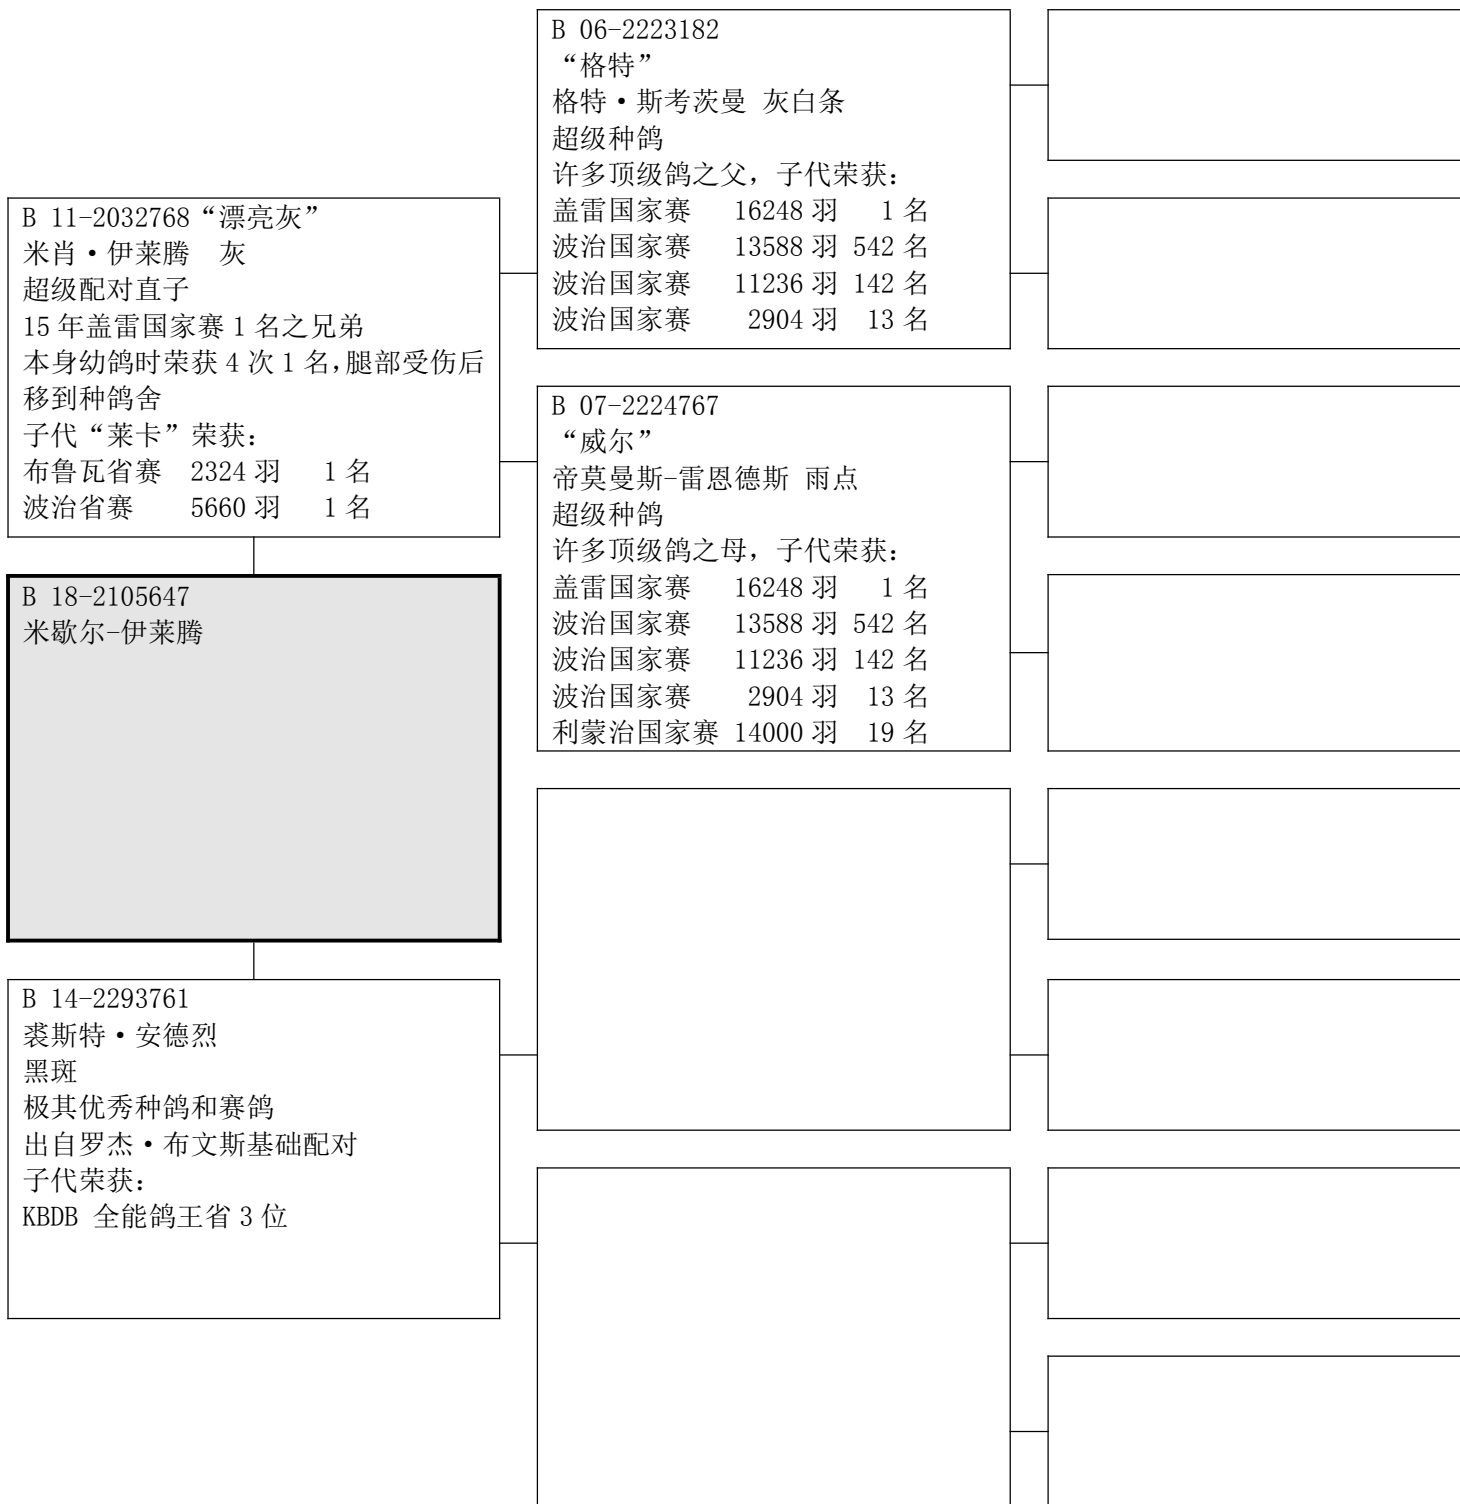 B 06-2223182
“格特”
格特·斯考茨曼 灰白条
超级种鸽
许多顶级鸽之父，子代荣获：
盖雷国家赛 16248 羽 1 名
波治国家赛 13588 羽 542 名
波治国家赛 11236 羽 142 名
波治国家赛 2904 羽 13 名
B 11-2032768“漂亮灰”
米肖·伊莱腾 灰
超级配对直子
15 年盖雷国家赛 1 名之兄弟
本身幼鸽时荣获 4 次 1 名，腿部受伤后
移到种鸽舍
子代“莱卡”荣获：
布鲁瓦省赛 2324 羽 1 名
波治省赛 5660 羽 1 名
B 07-2224767
“威尔”
帝莫曼斯-雷恩德斯 雨点
超级种鸽
许多顶级鸽之母，子代荣获：
盖雷国家赛 16248 羽 1 名
波治国家赛 13588 羽 542 名
波治国家赛 11236 羽 142 名
波治国家赛 2904 羽 13 名
利蒙治国家赛 14000 羽 19 名
B 18-2105647
米歇尔-伊莱腾
B 14-2293761
裘斯特·安德烈
黑斑
极其优秀种鸽和赛鸽
出自罗杰·布文斯基础配对
子代荣获：
KBDB 全能鸽王省 3 位